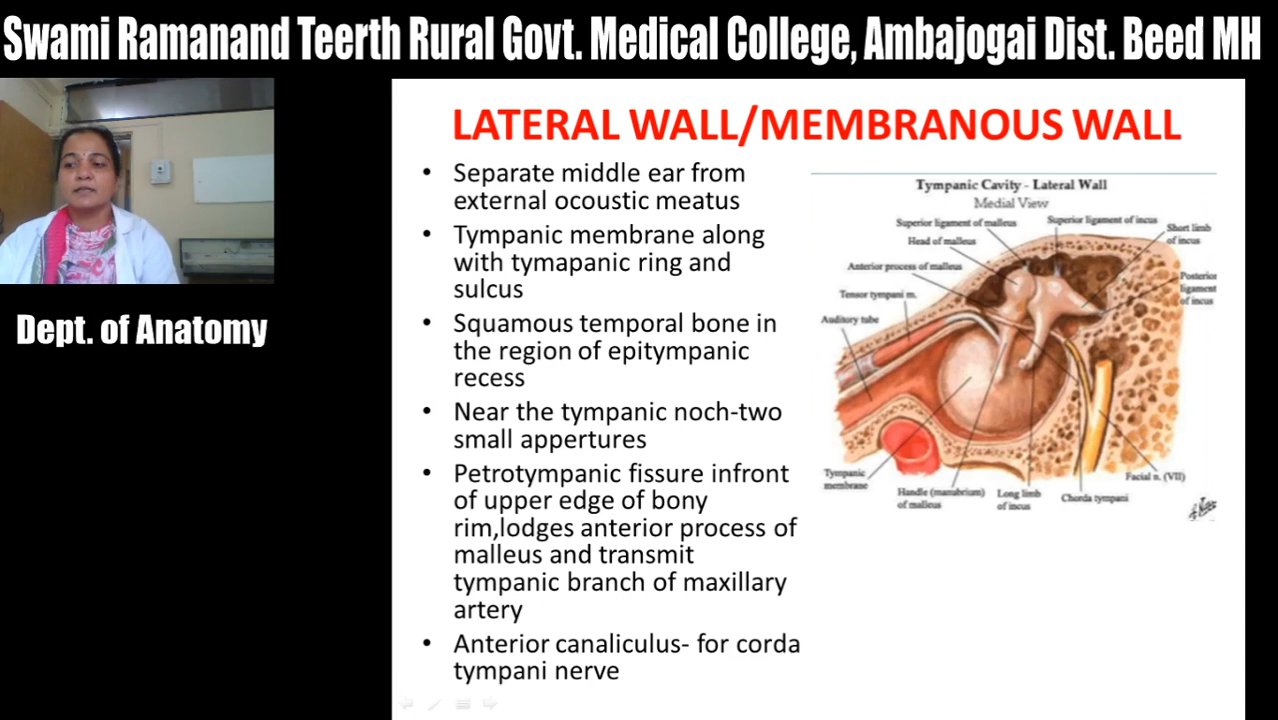 Swami Ramanand Teerth Rural Govt. Medical College, Ambajogai Dist. Beed MH
Dept. of Anatomy
LATERAL WALL/MEMBRANOUS WALL
• Separate middle ear from
external ocoustic meatus
• Tympanic membrane along
with tymapanic ring and
sulcus
• Squamous temporal bone in
the region of epitympanic
recess
• Near the tympanic noch-two
small appertures
• Petrotympanic fissure infront
of upper edge of bony
rim,lodges anterior process of
malleus and transmit
tympanic branch of maxillary
artery
• Anterior canaliculus- for corda
tympani nerve
Tympanic Cavity - Lateral Wall
Medial View
Superior ligament of malleus
Superior ligament of incus
Head of malleus
Short limb
of incus
Anterior process of malleus
Posterior
ligament
of incus
Tensor tympani m.
Auditory tube
Tympanic
membrane
Handle (manubrium)
of malleus
Long limb
of incus
Chorda tympani
Facial n. (VII)